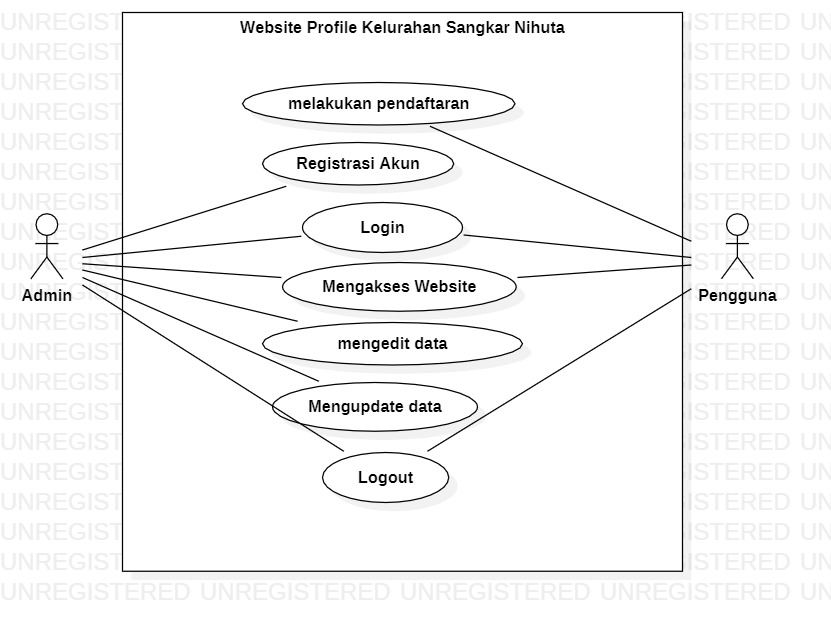 Website Profile Kelurahan Sangkar Nihuta
melakukan pendaftaran
Registrasi Akun
Login
Mengakses Website
mengedit data
Mengupdate data
Logout
Admin
Pengguna
UNREGISTERED UNREGISTERED UNREGISTERED UNREGISTERED UN